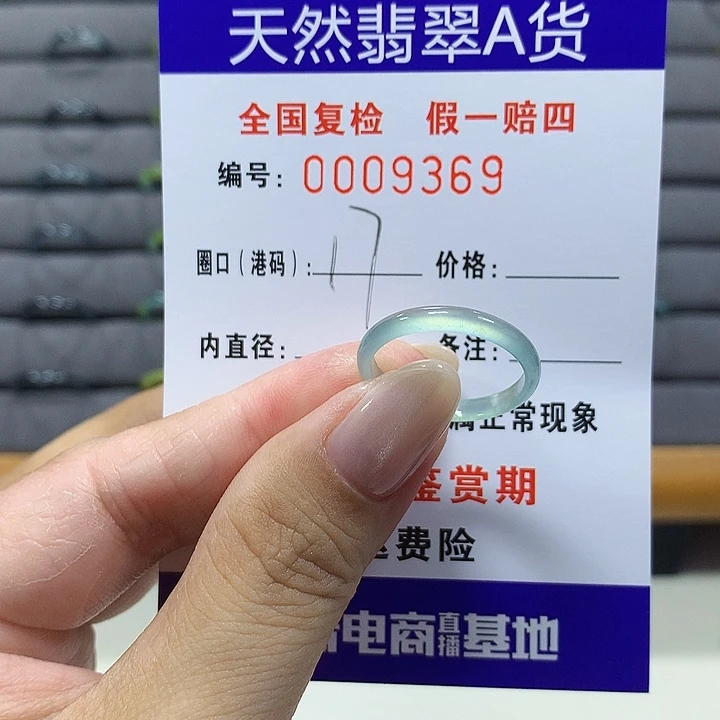 天然翡翠A货
全国复检 假一赔四
编号: 0009369
圈口(港码): 17 价格:
内直径: 备注:
属正常现象
鉴赏期
费险
电商直播基地